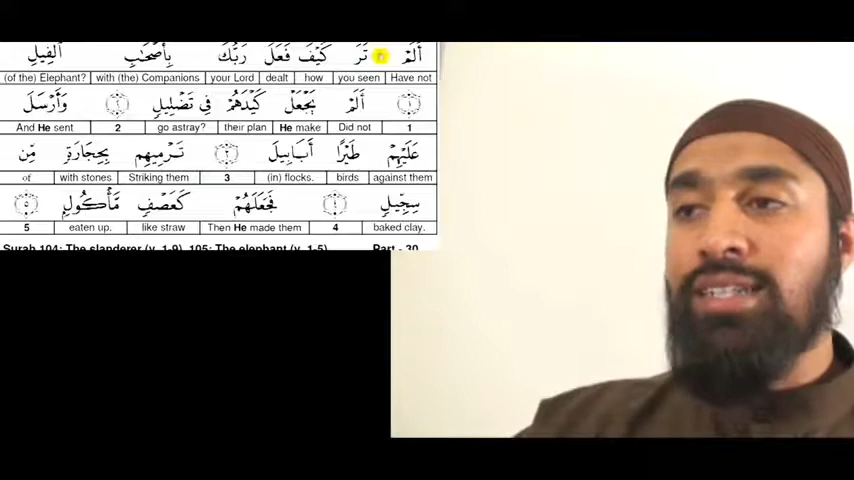 أَلَمْ تَرَ كَيْفَ فَعَلَ رَبُّكَ بِأَصْحَٰبِ ٱلْفِيلِ
(of the) Elephant? with (the) Companions your Lord dealt how you seen Have not
١ أَلَمْ يَجْعَلْ كَيْدَهُمْ فِى تَضْلِيلٍ ٢ وَأَرْسَلَ
And He sent 2 go astray? their plan He make Did not 1
عَلَيْهِمْ طَيْرًا أَبَابِيلَ ٣ تَرْمِيهِم بِحِجَارَةٍ مِّن
of with stones Striking them 3 (in) flocks. birds against them
سِجِّيلٍ ٤ فَجَعَلَهُمْ كَعَصْفٍ مَّأْكُولٍۭ ٥
5 eaten up. like straw Then He made them 4 baked clay.
Surah 104: The slanderer (v. 1-9), 105: The elephant (v. 1-5) Part - 30